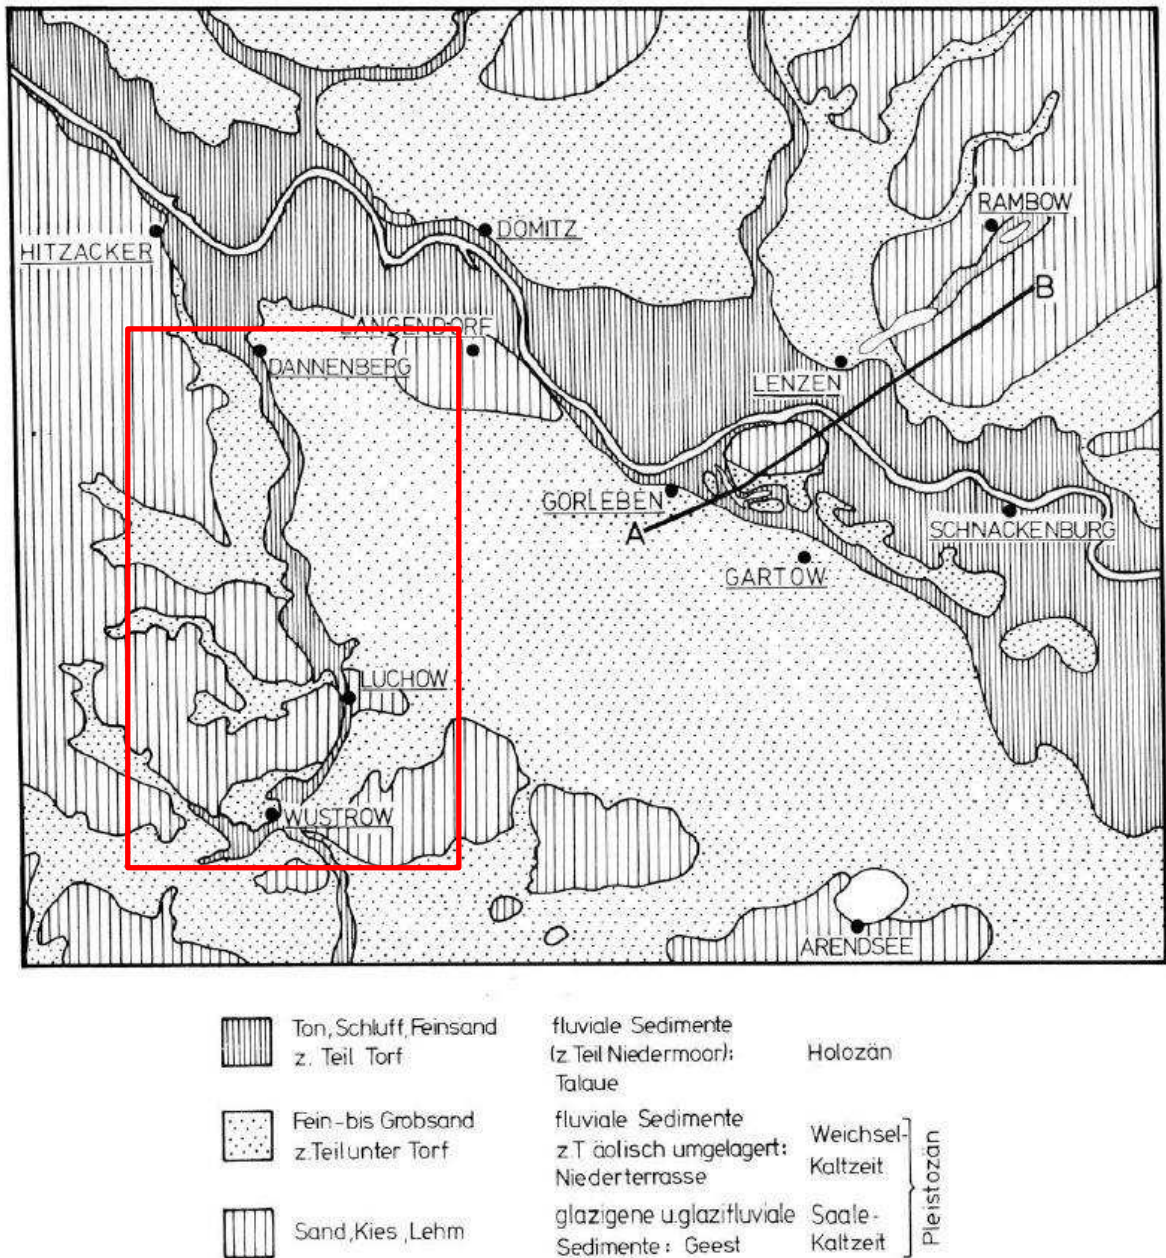 RAMBOW
HITZACKER
DÖMITZ
B
LANGENDORF
DANNENBERG
LENZEN
GORLEBEN
A
SCHNACKENBURG
GARTOW
LÜCHOW
WUSTROW
ARENDSEE
Ton, Schluff, Feinsand
z. Teil Torf
fluviale Sedimente
(z. Teil Niedermoor):
Talaue
Holozän
Fein-bis Grobsand
z.Teil unter Torf
fluviale Sedimente
z.T äolisch umgelagert:
Niederterrasse
Weichsel-
Kaltzeit
Sand, Kies, Lehm
glazigene u.glazifluviale
Sedimente: Geest
Saale-
Kaltzeit
Pleistozän